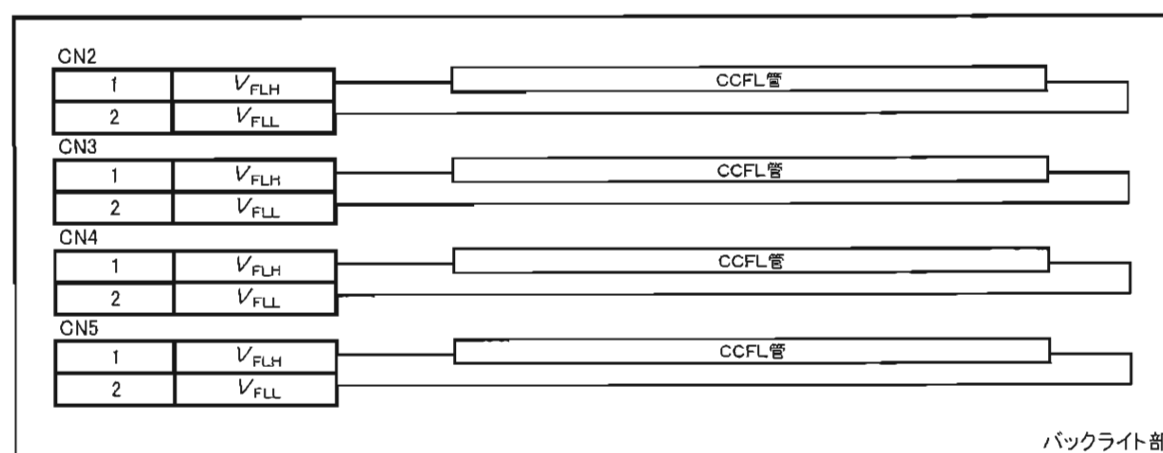 CN2
1 VFLH CCFL管
2 VFLL
CN3
1 VFLH CCFL管
2 VFLL
CN4
1 VFLH CCFL管
2 VFLL
CN5
1 VFLH CCFL管
2 VFLL
バックライト部